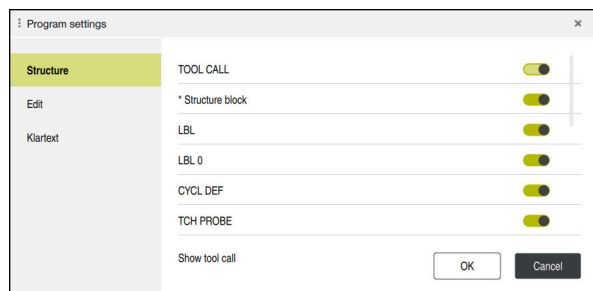 Program settings
Structure
Edit
Klartext
TOOL CALL
* Structure block
LBL
LBL 0
CYCL DEF
TCH PROBE
Show tool call
OK
Cancel